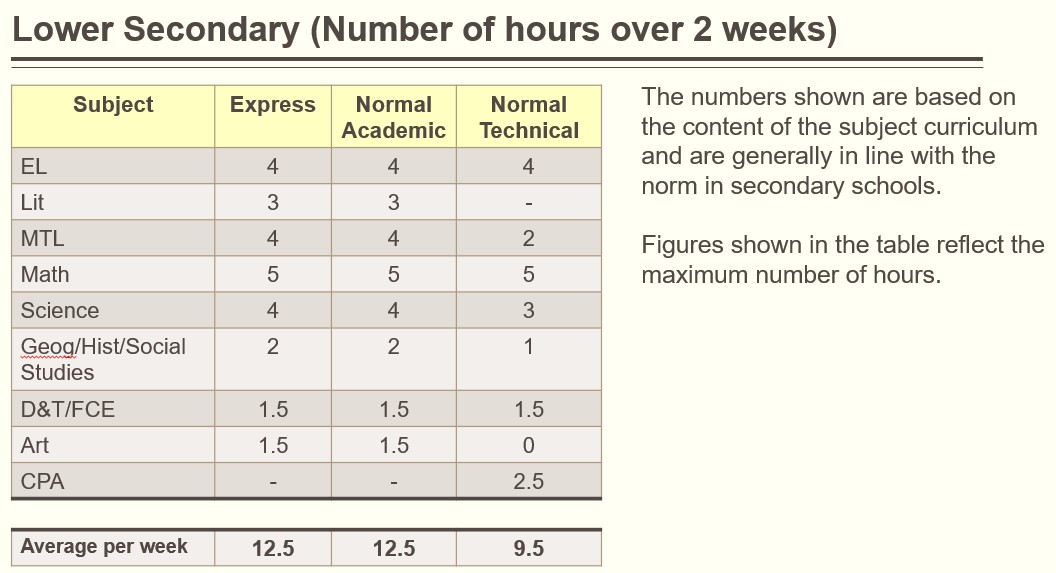 Lower Secondary (Number of hours over 2 weeks)
Subject Express Normal Academic Normal Technical
EL 4 4 4
Lit 3 3 -
MTL 4 4 2
Math 5 5 5
Science 4 4 3
Geog/Hist/Social Studies 2 2 1
D&T/FCE 1.5 1.5 1.5
Art 1.5 1.5 0
CPA - - 2.5
Average per week 12.5 12.5 9.5
The numbers shown are based on
the content of the subject curriculum
and are generally in line with the
norm in secondary schools.
Figures shown in the table reflect the
maximum number of hours.